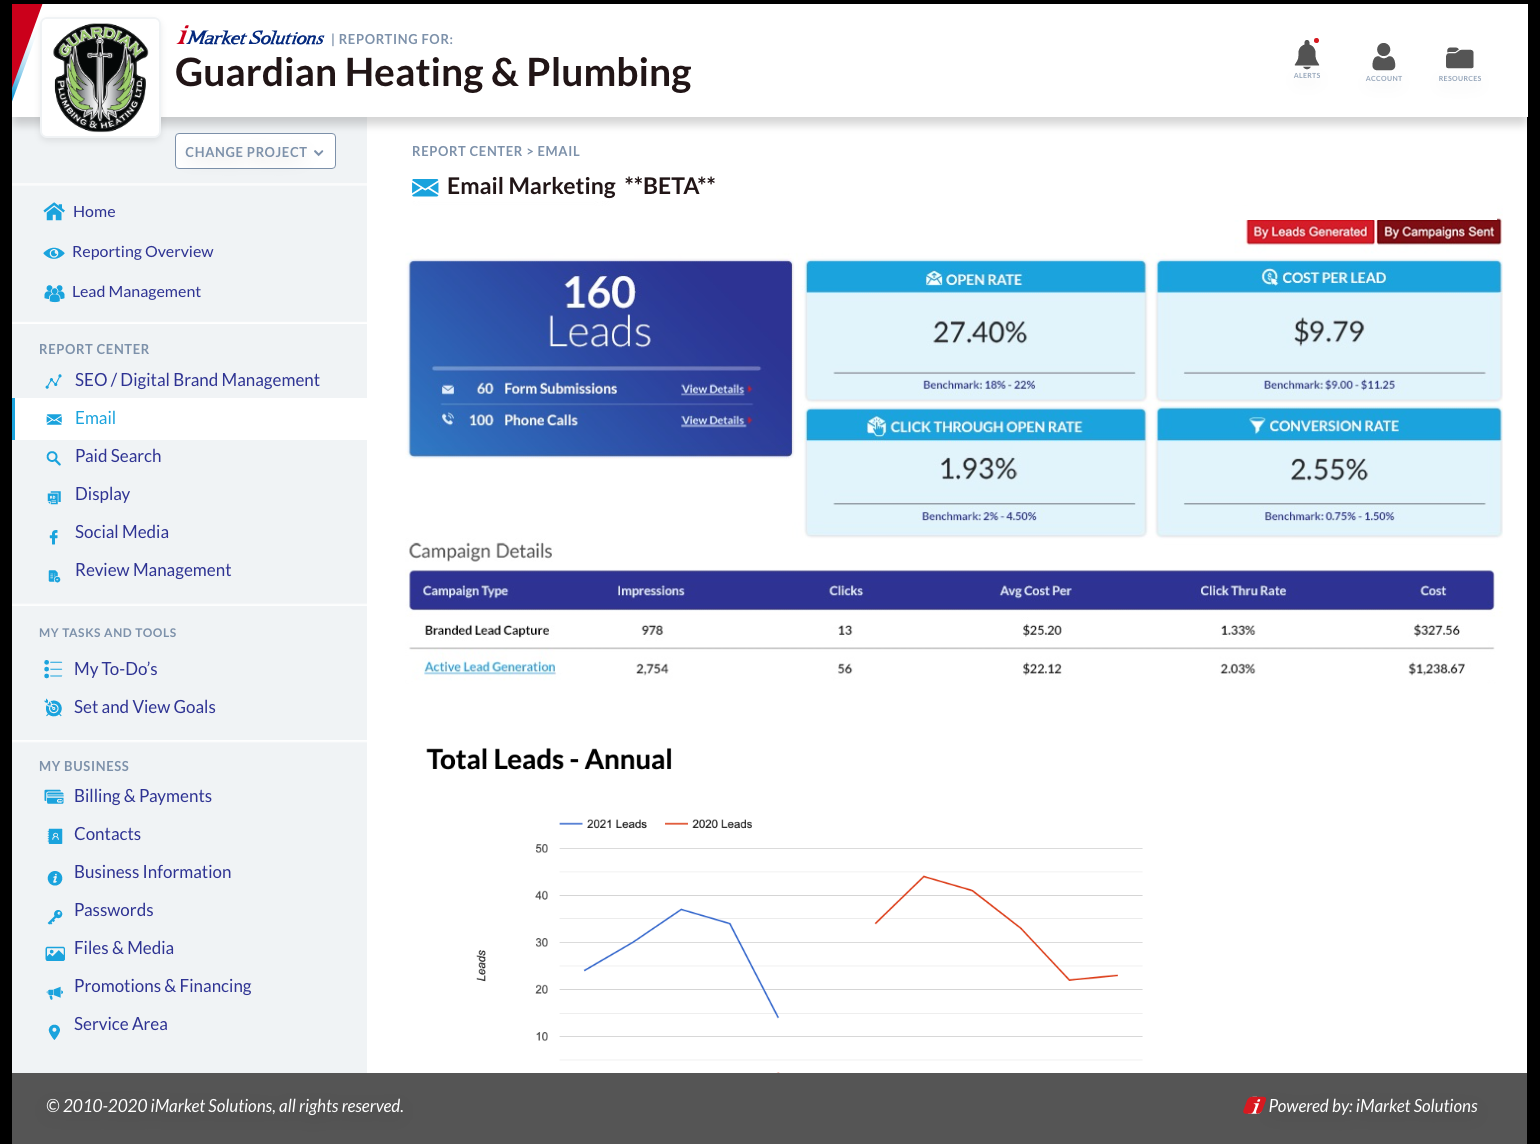 GUARDIAN
PLUMBING & HEATING LTD.
iMarket Solutions | REPORTING FOR:
Guardian Heating & Plumbing
ALERTS
ACCOUNT
RESOURCES
CHANGE PROJECT
Home
Reporting Overview
Lead Management
REPORT CENTER
SEO / Digital Brand Management
Email
Paid Search
Display
Social Media
Review Management
MY TASKS AND TOOLS
My To-Do's
Set and View Goals
MY BUSINESS
Billing & Payments
Contacts
Business Information
Passwords
Files & Media
Promotions & Financing
Service Area
REPORT CENTER > EMAIL
Email Marketing **BETA**
By Leads Generated
By Campaigns Sent
160
Leads
60 Form Submissions View Details
100 Phone Calls View Details
OPEN RATE
27.40%
Benchmark: 18% - 22%
COST PER LEAD
$9.79
Benchmark: $9.00 - $11.25
CLICK THROUGH OPEN RATE
1.93%
Benchmark: 2% - 4.50%
CONVERSION RATE
2.55%
Benchmark: 0.75% - 1.50%
Campaign Details
Campaign Type Impressions Clicks Avg Cost Per Click Thru Rate Cost
Branded Lead Capture 978 13 $25.20 1.33% $327.56
Active Lead Generation 2,754 56 $22.12 2.03% $1,238.67
Total Leads - Annual
2021 Leads 2020 Leads
50
40
30
20
10
Leads
© 2010-2020 iMarket Solutions, all rights reserved.
i Powered by: iMarket Solutions